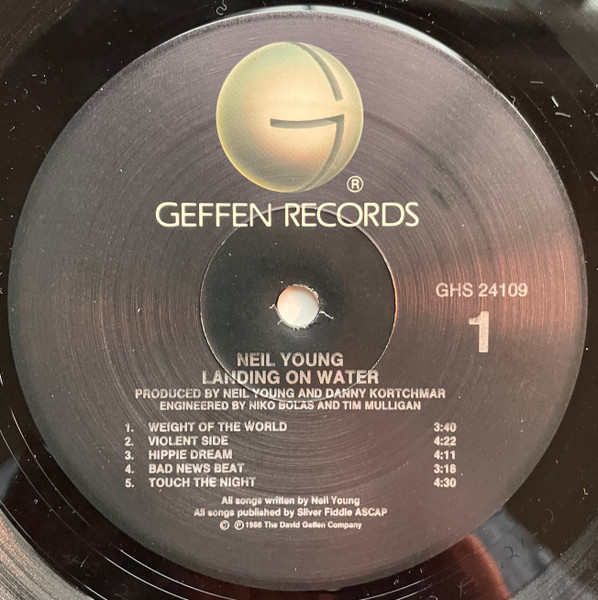 G
®
GEFFEN RECORDS
GHS 24109
1
NEIL YOUNG
LANDING ON WATER
PRODUCED BY NEIL YOUNG AND DANNY KORTCHMAR
ENGINEERED BY NIKO BOLAS AND TIM MULLIGAN
1. WEIGHT OF THE WORLD 3:40
2. VIOLENT SIDE 4:22
3. HIPPIE DREAM 4:11
4. BAD NEWS BEAT 3:18
5. TOUCH THE NIGHT 4:30
All songs written by Neil Young
All songs published by Silver Fiddle ASCAP
© ℗ 1986 The David Geffen Company